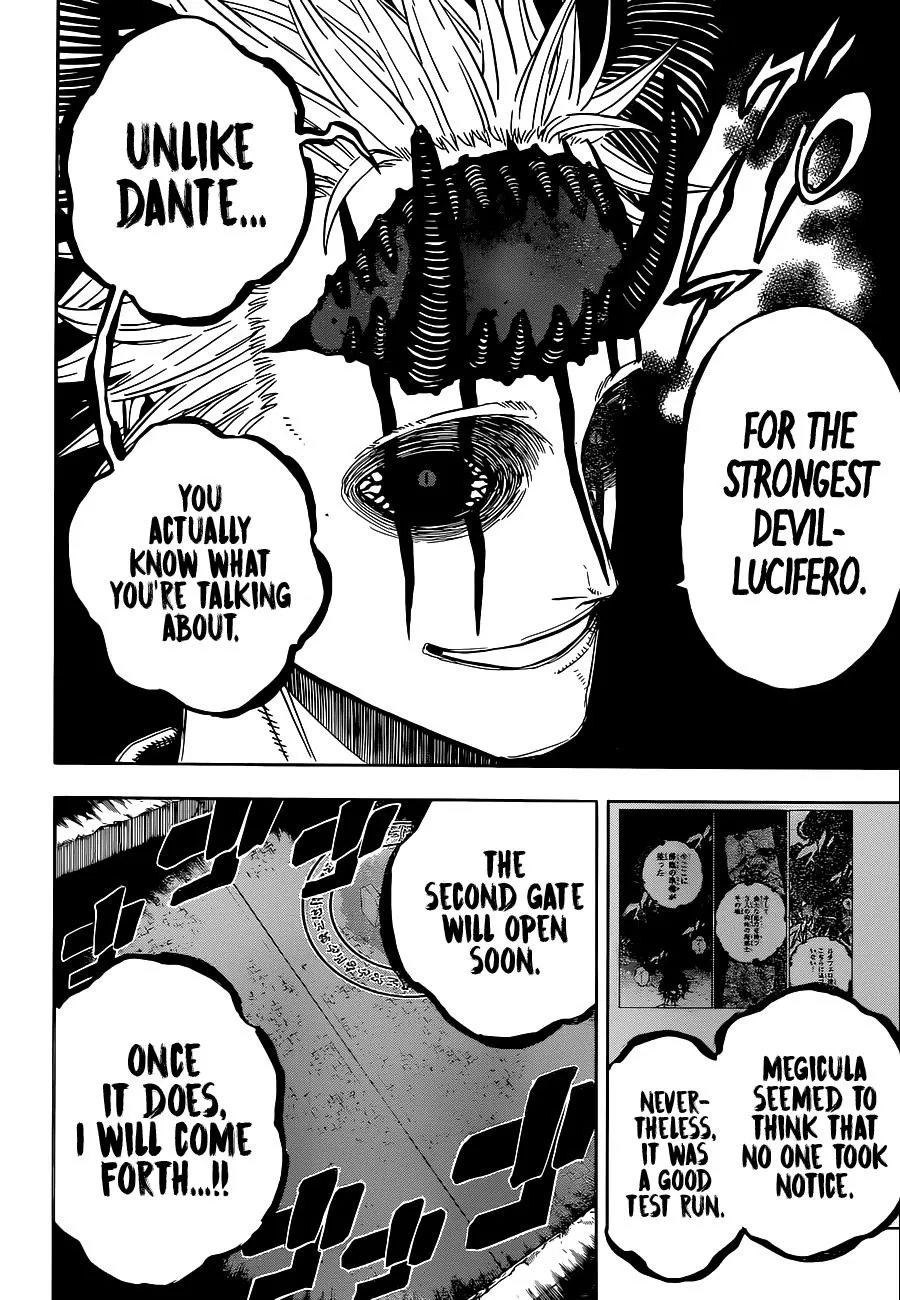 FOR THE
STRONGEST
DEVIL-
LUCIFERO.
UNLIKE
DANTE...
YOU
ACTUALLY
KNOW WHAT
YOU'RE TALKING
ABOUT.
MEGICULA
SEEMED TO
THINK THAT
NO ONE TOOK
NOTICE.
NEVER-
THELESS,
IT WAS
A GOOD
TEST RUN.
THE
SECOND GATE
WILL OPEN
SOON.
ONCE
IT DOES,
I WILL COME
FORTH...!!